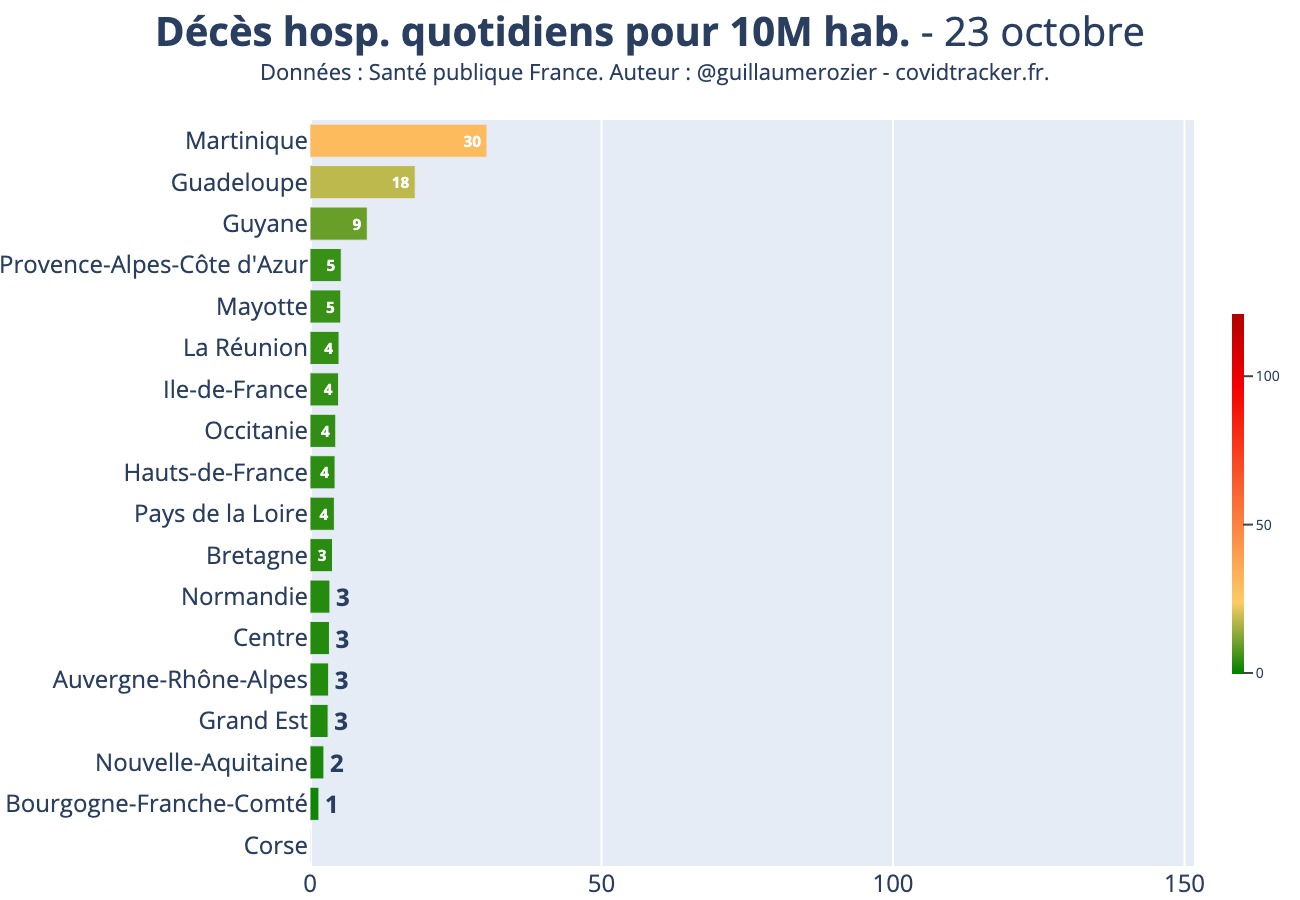 Décès hosp. quotidiens pour 10M hab. - 23 octobre
Données : Santé publique France. Auteur : @guillaumerozier - covidtracker.fr.
Martinique 30
Guadeloupe 18
Guyane 9
Provence-Alpes-Côte d'Azur 5
Mayotte 5
La Réunion 4
Ile-de-France 4
Occitanie 4
Hauts-de-France 4
Pays de la Loire 4
Bretagne 3
Normandie 3
Centre 3
Auvergne-Rhône-Alpes 3
Grand Est 3
Nouvelle-Aquitaine 2
Bourgogne-Franche-Comté 1
Corse
0 50 100 150
100
50
0